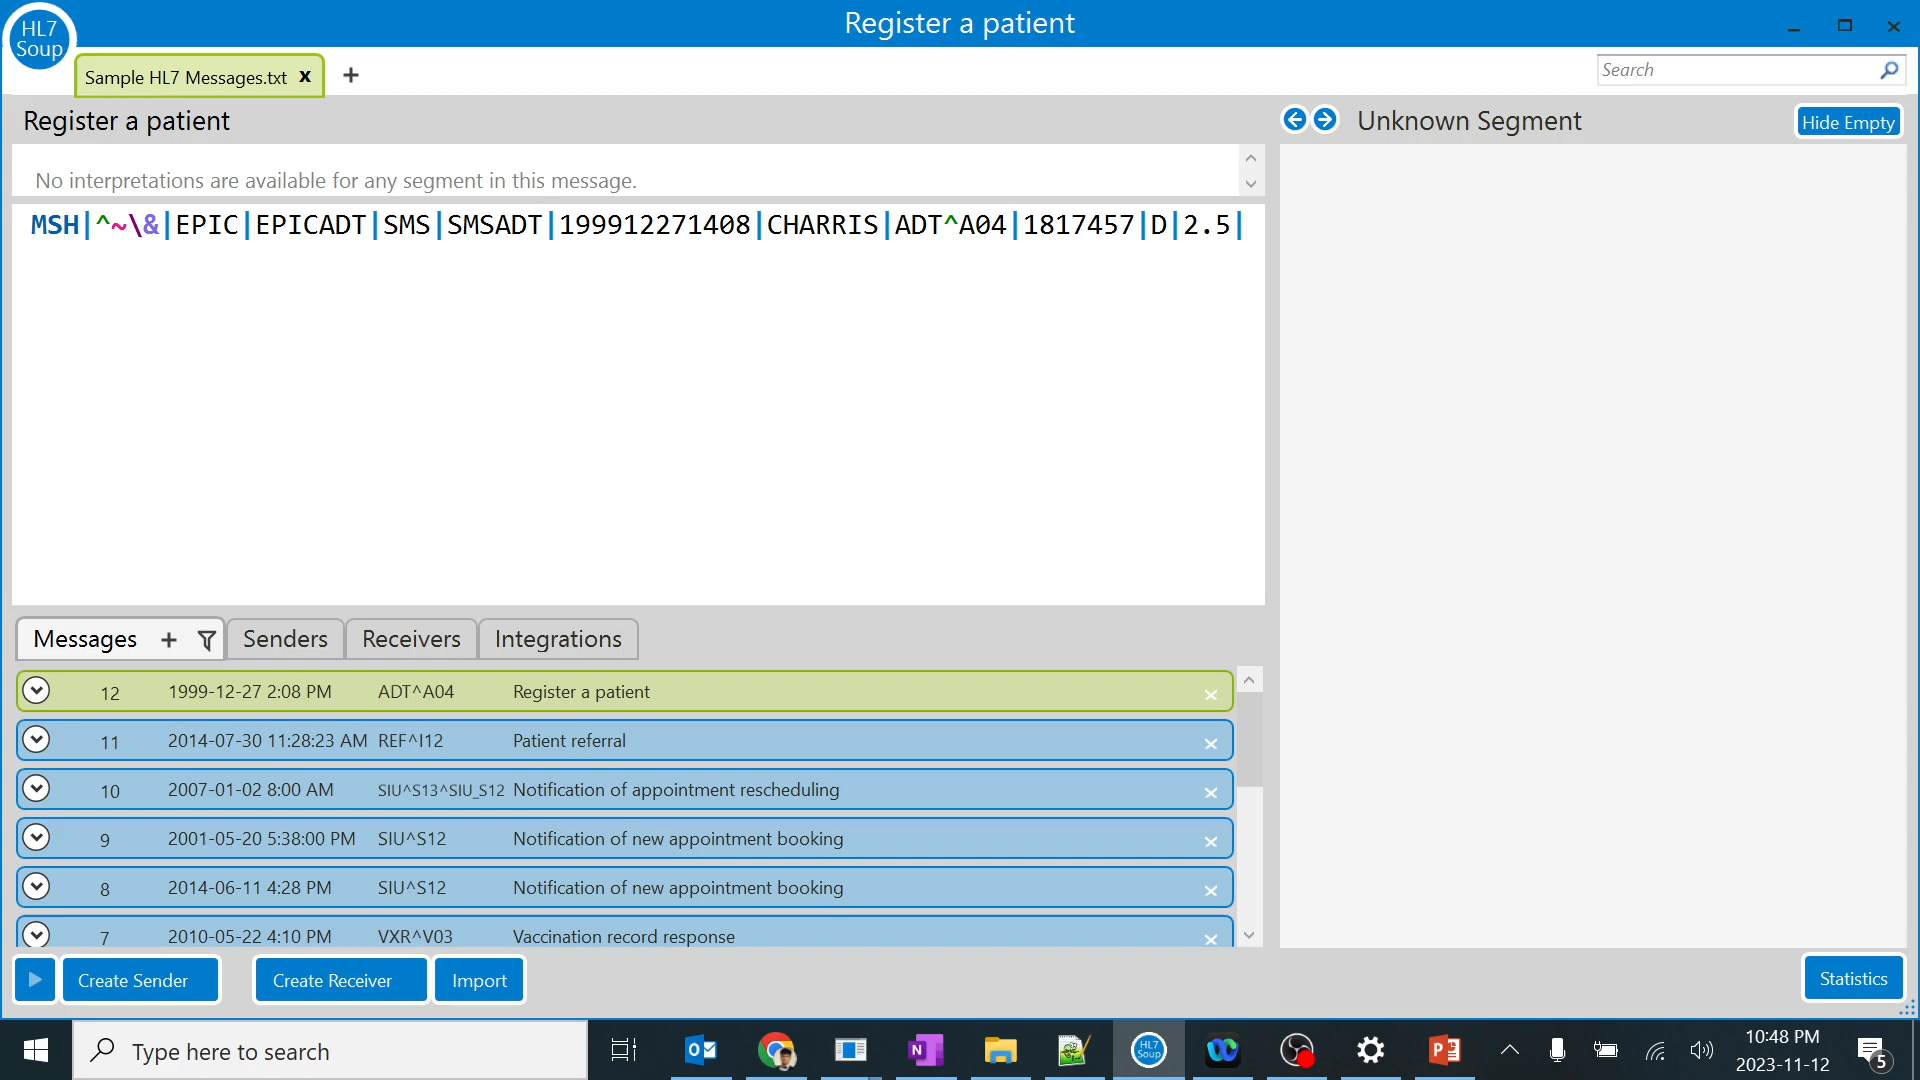 HL7
Soup
Register a patient
Sample HL7 Messages.txt x +
Search
Register a patient
Unknown Segment
Hide Empty
No interpretations are available for any segment in this message.
MSH|^~\&|EPIC|EPICADT|SMS|SMSADT|199912271408|CHARRIS|ADT^A04|1817457|D|2.5|
Messages +
Senders
Receivers
Integrations
12 1999-12-27 2:08 PM ADT^A04 Register a patient
11 2014-07-30 11:28:23 AM REF^I12 Patient referral
10 2007-01-02 8:00 AM SIU^S13^SIU_S12 Notification of appointment rescheduling
9 2001-05-20 5:38:00 PM SIU^S12 Notification of new appointment booking
8 2014-06-11 4:28 PM SIU^S12 Notification of new appointment booking
7 2010-05-22 4:10 PM VXR^V03 Vaccination record response
Create Sender
Create Receiver
Import
Statistics
Type here to search
HL7
Soup
10:48 PM
2023-11-12
5